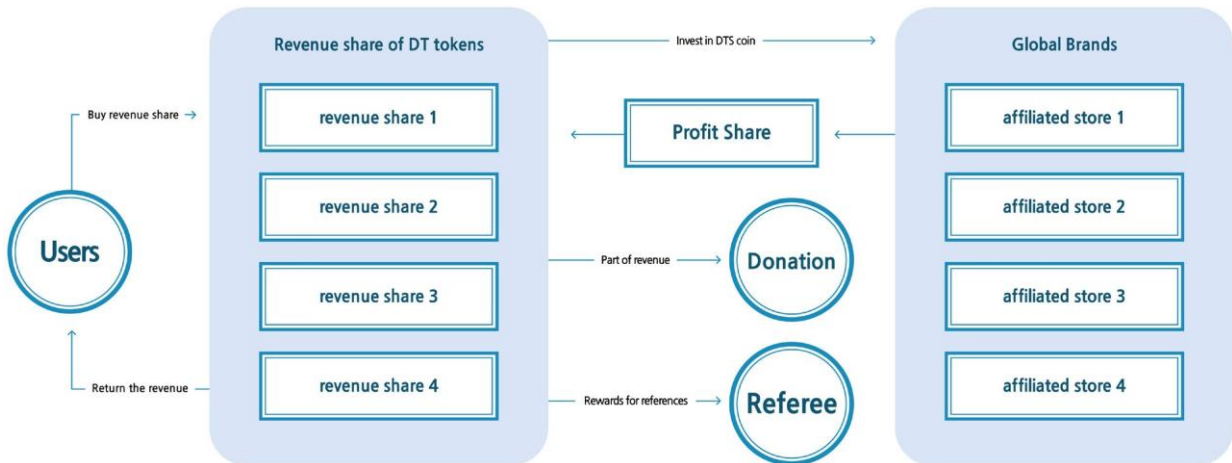 Revenue share of DT tokens
Invest in DTS coin
Global Brands
Buy revenue share
revenue share 1
Profit Share
affiliated store 1
revenue share 2
affiliated store 2
Users
Part of revenue
Donation
revenue share 3
affiliated store 3
Return the revenue
revenue share 4
Rewards for references
Referee
affiliated store 4